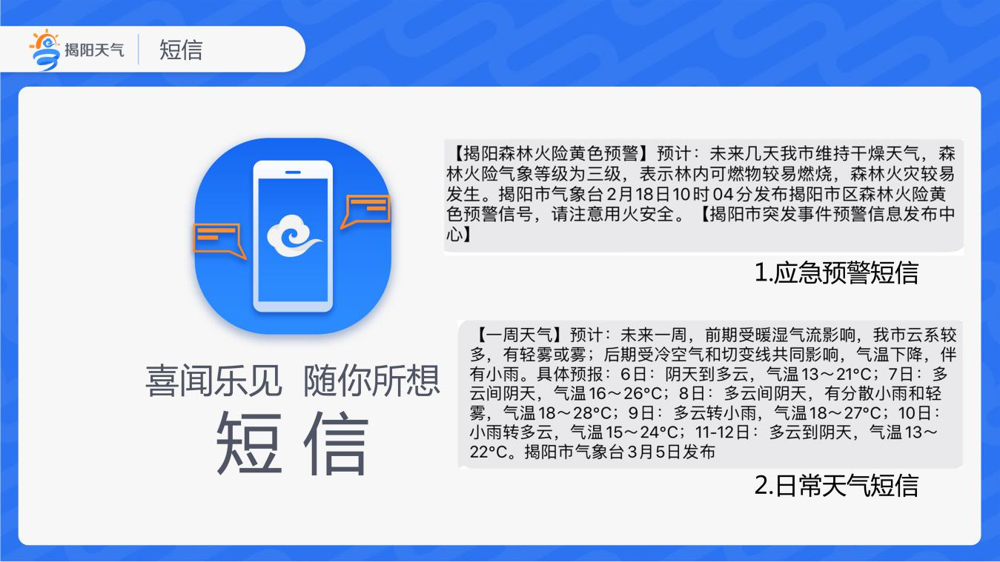 揭阳天气
短信
【揭阳森林火险黄色预警】预计：未来几天我市维持干燥天气，森
林火险气象等级为三级，表示林内可燃物较易燃烧，森林火灾较易
发生。揭阳市气象台2月18日10时04分发布揭阳市区森林火险黄
色预警信号，请注意用火安全。【揭阳市突发事件预警信息发布中
心】
1.应急预警短信
【一周天气】预计：未来一周，前期受暖湿气流影响，我市云系较
多，有轻雾或雾；后期受冷空气和切变线共同影响，气温下降，伴
有小雨。具体预报：6日：阴天到多云，气温13～21°C；7日：多
云间阴天，气温16～26°C；8日：多云间阴天，有分散小雨和轻
雾，气温18～28°C；9日：多云转小雨，气温18～27°C；10日：
小雨转多云，气温15～24°C；11-12日：多云到阴天，气温13～
22°C。揭阳市气象台3月5日发布
2.日常天气短信
喜闻乐见 随你所想
短信